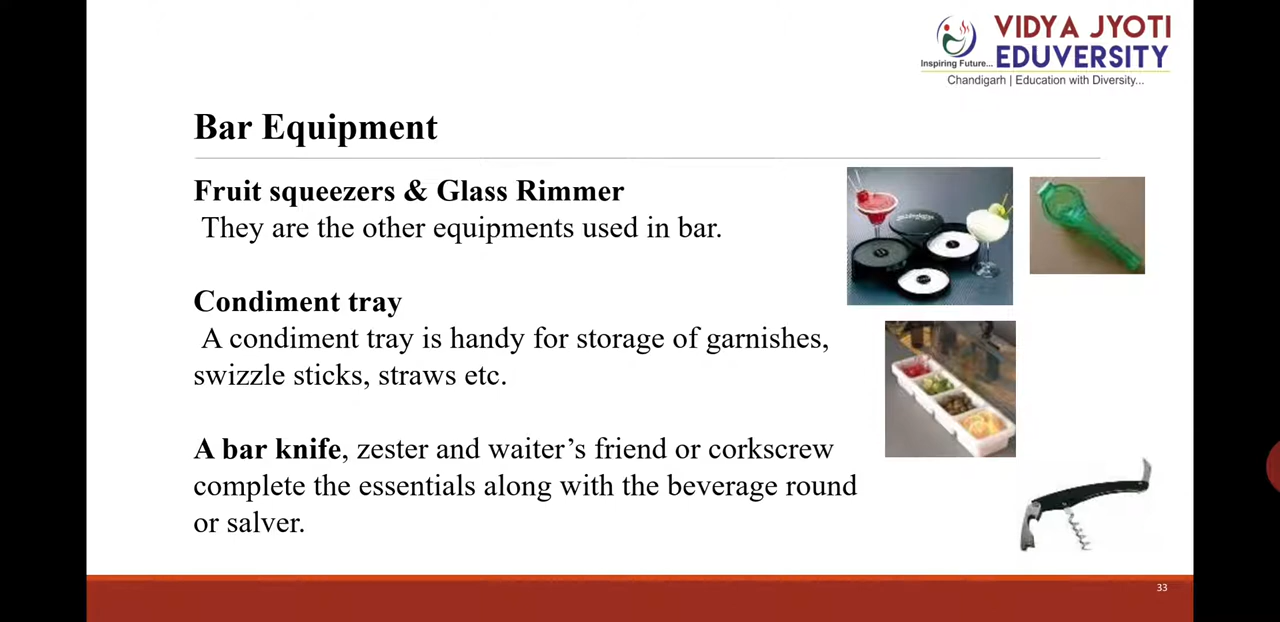 VIDYA JYOTI
EDUVERSITY
Inspiring Future...
Chandigarh | Education with Diversity...
Bar Equipment
Fruit squeezers & Glass Rimmer
They are the other equipments used in bar.
Condiment tray
A condiment tray is handy for storage of garnishes,
swizzle sticks, straws etc.
A bar knife, zester and waiter’s friend or corkscrew
complete the essentials along with the beverage round
or salver.
33